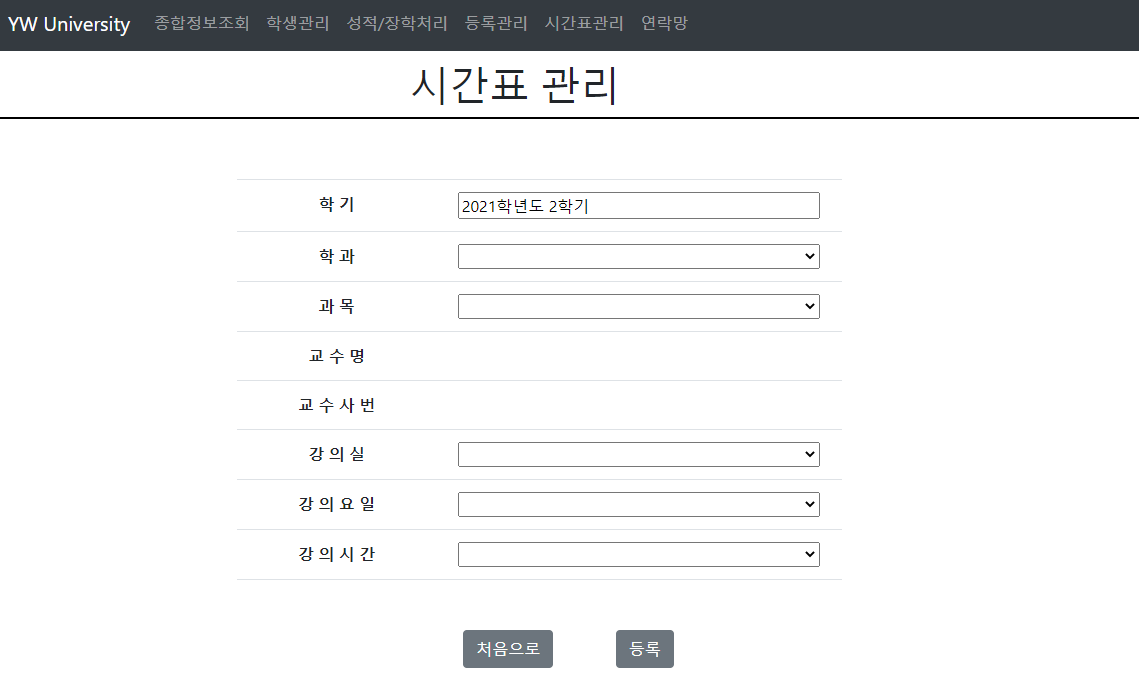 YW University 종합정보조회 학생관리 성적/장학처리 등록관리 시간표관리 연락망
시간표 관리
학 기 2021학년도 2학기
학 과
과 목
교 수 명
교 수 사 번
강 의 실
강 의 요 일
강 의 시 간
처음으로 등록